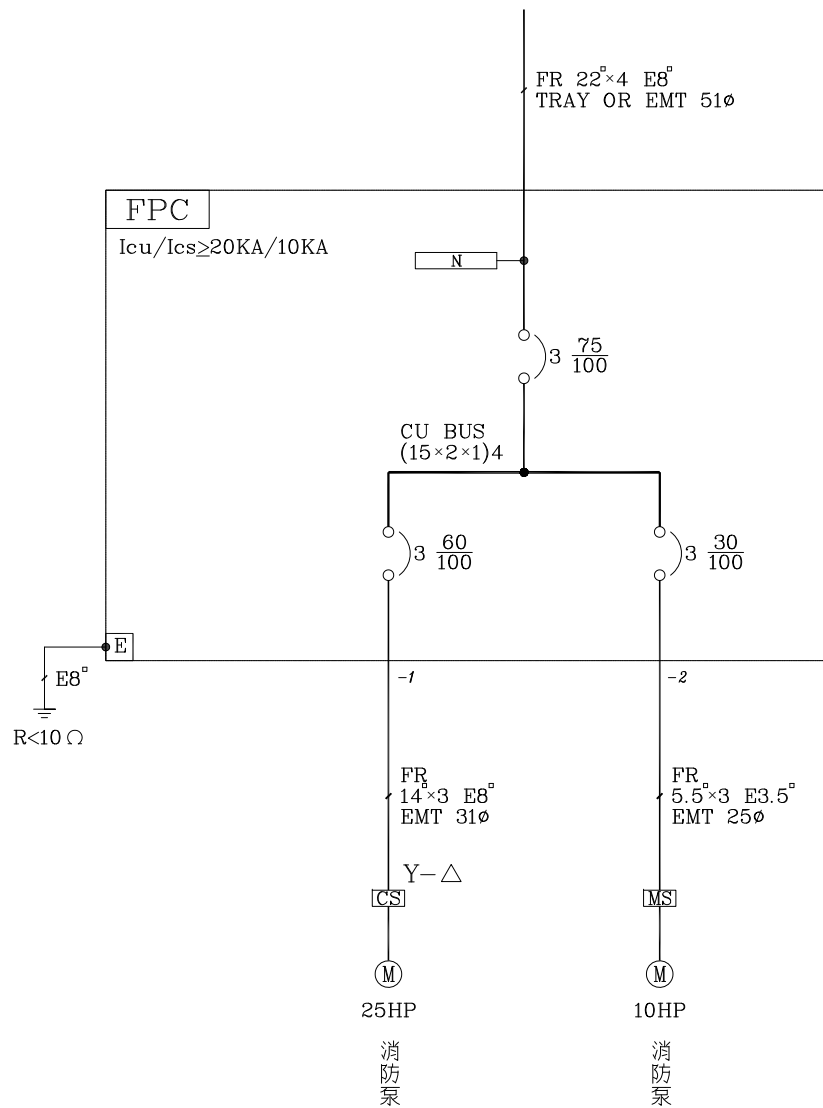 FR 22□×4 E8□
TRAY OR EMT 51ø
FPC
Icu/Ics≥20KA/10KA
N
3 75/100
CU BUS
(15×2×1)4
3 60/100
3 30/100
E
E8□
R<10Ω
-1
-2
FR
14□×3 E8□
EMT 31ø
FR
5.5□×3 E3.5□
EMT 25ø
Y-△
CS
MS
M
M
25HP
10HP
消防泵
消防泵